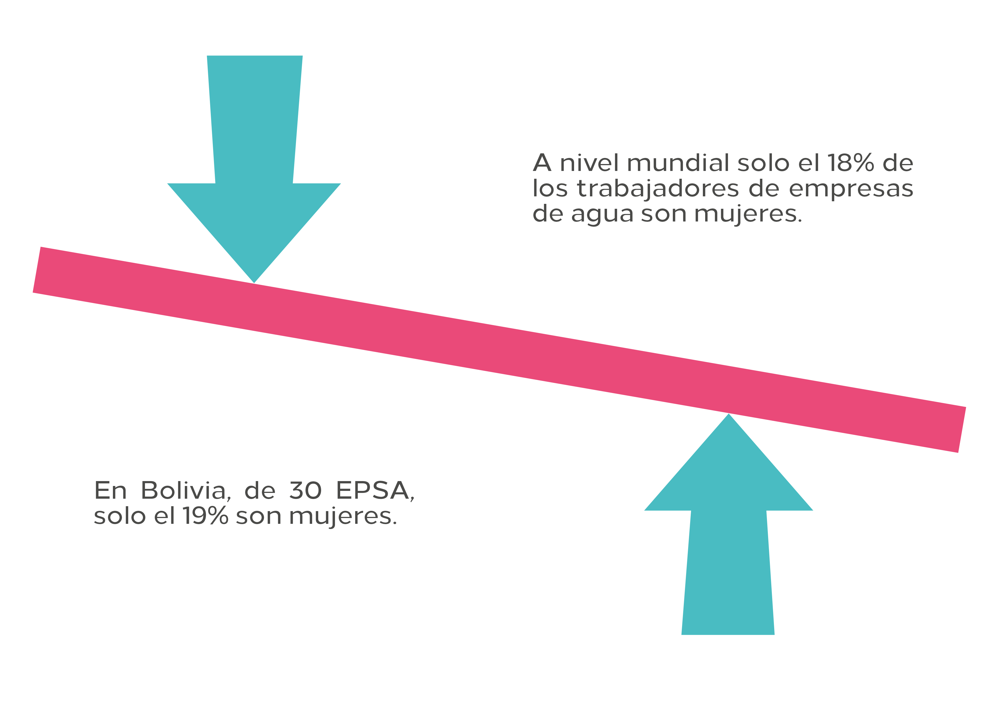 A nivel mundial solo el 18% de
los trabajadores de empresas
de agua son mujeres.
En Bolivia, de 30 EPSA,
solo el 19% son mujeres.